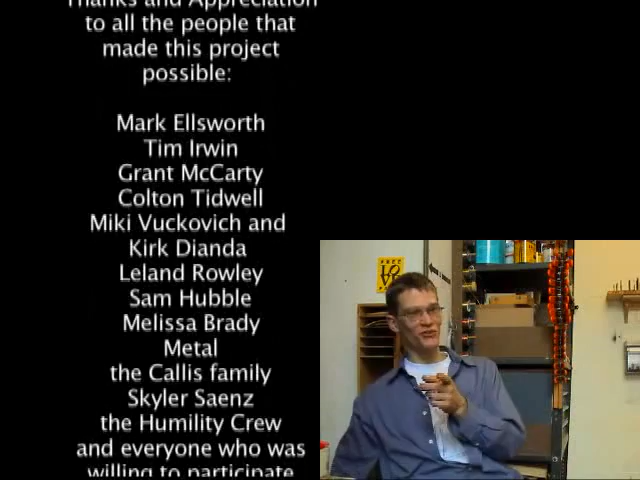 Thanks and Appreciation
to all the people that
made this project
possible:
Mark Ellsworth
Tim Irwin
Grant McCarty
Colton Tidwell
Miki Vuckovich and
Kirk Dianda
Leland Rowley
Sam Hubble
Melissa Brady
Metal
the Callis family
Skyler Saenz
the Humility Crew
and everyone who was
willing to participate
FREE
LO